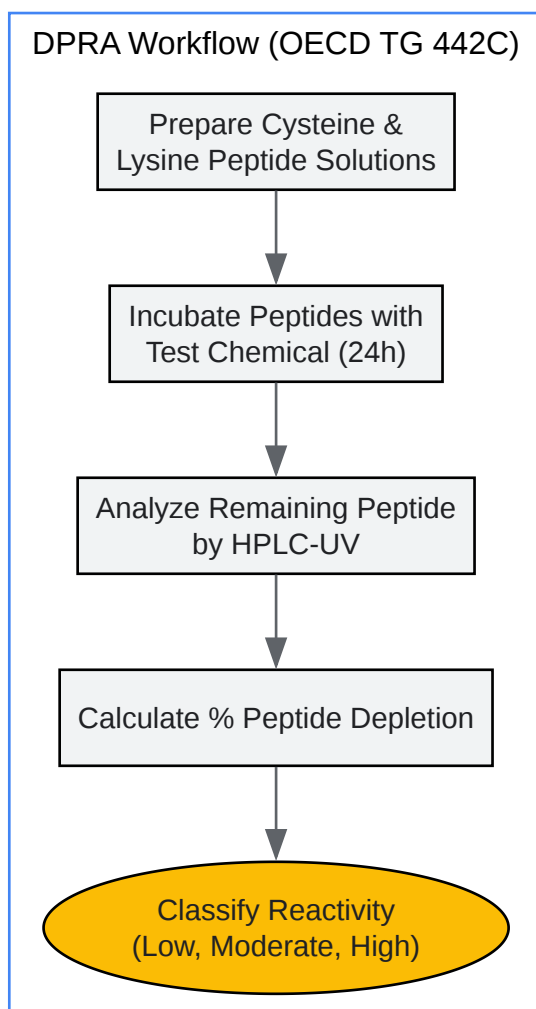 DPRA Workflow (OECD TG 442C)
Prepare Cysteine &
Lysine Peptide Solutions
Incubate Peptides with
Test Chemical (24h)
Analyze Remaining Peptide
by HPLC-UV
Calculate % Peptide Depletion
Classify Reactivity
(Low, Moderate, High)